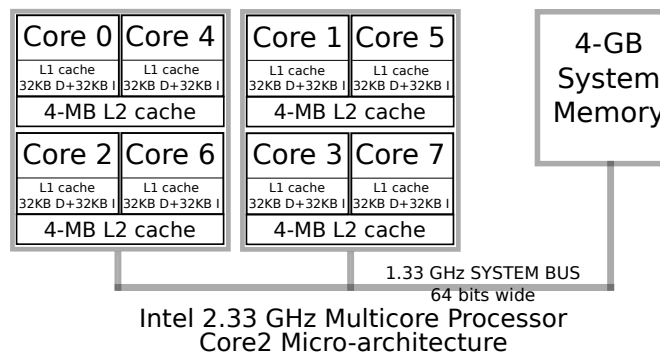 Core 0 Core 4
L1 cache L1 cache
32KB D+32KB I 32KB D+32KB I
4-MB L2 cache
Core 2 Core 6
L1 cache L1 cache
32KB D+32KB I 32KB D+32KB I
4-MB L2 cache
Core 1 Core 5
L1 cache L1 cache
32KB D+32KB I 32KB D+32KB I
4-MB L2 cache
Core 3 Core 7
L1 cache L1 cache
32KB D+32KB I 32KB D+32KB I
4-MB L2 cache
4-GB
System
Memory
1.33 GHz SYSTEM BUS
64 bits wide
Intel 2.33 GHz Multicore Processor
Core2 Micro-architecture